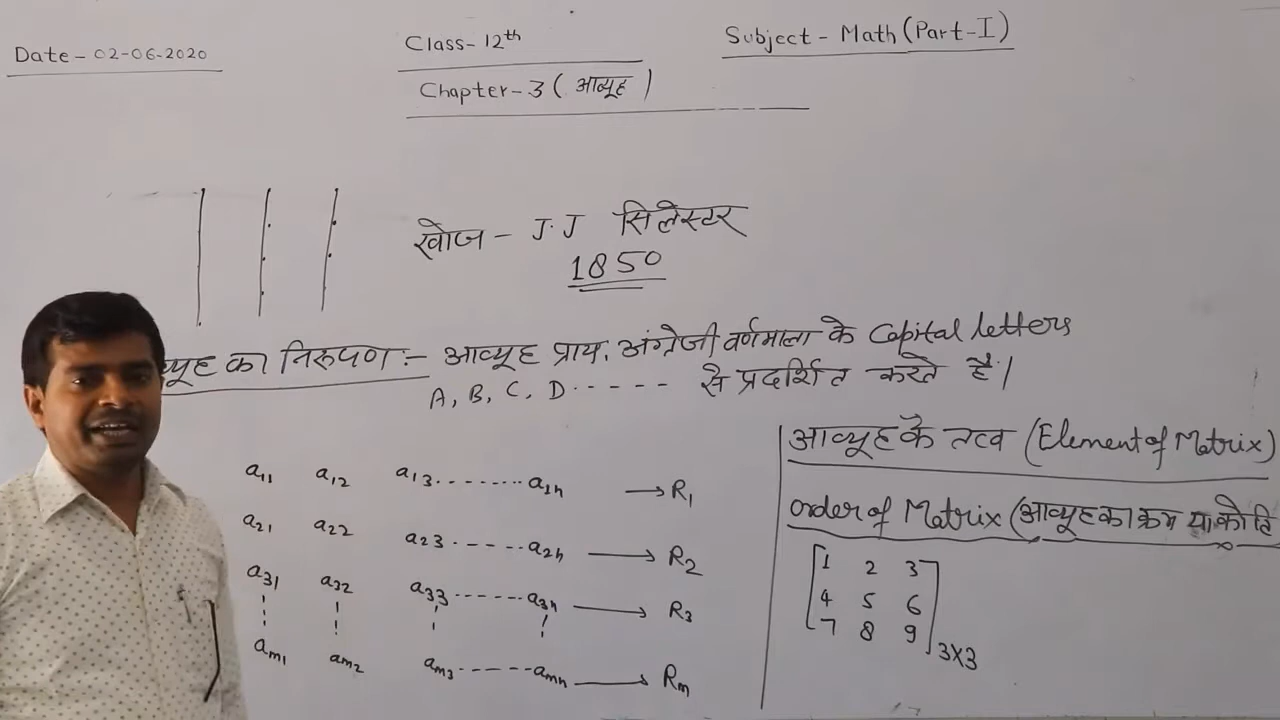 Date - 02-06-2020
Class- 12th
Chapter-3 ( आव्यूह )
Subject - Math (Part-I)
खोज - J.J सिलेस्टर
1850
व्यूह का निरुपण :- आव्यूह प्राय. अंग्रेजी वर्णमाला के Capital letters
A, B, C, D ----- से प्रदर्शित करते है।
a11 a12 a13........a1n → R1
a21 a22 a23.....a2n → R2
a31 a32 a33......a3n → R3
am1 am2 am3-----amn → Rm
आव्यूह के तत्व (Element of Matrix)
order of Matrix (आव्यूह का क्रम या कोटि
1 2 3
4 5 6
7 8 9
3X3